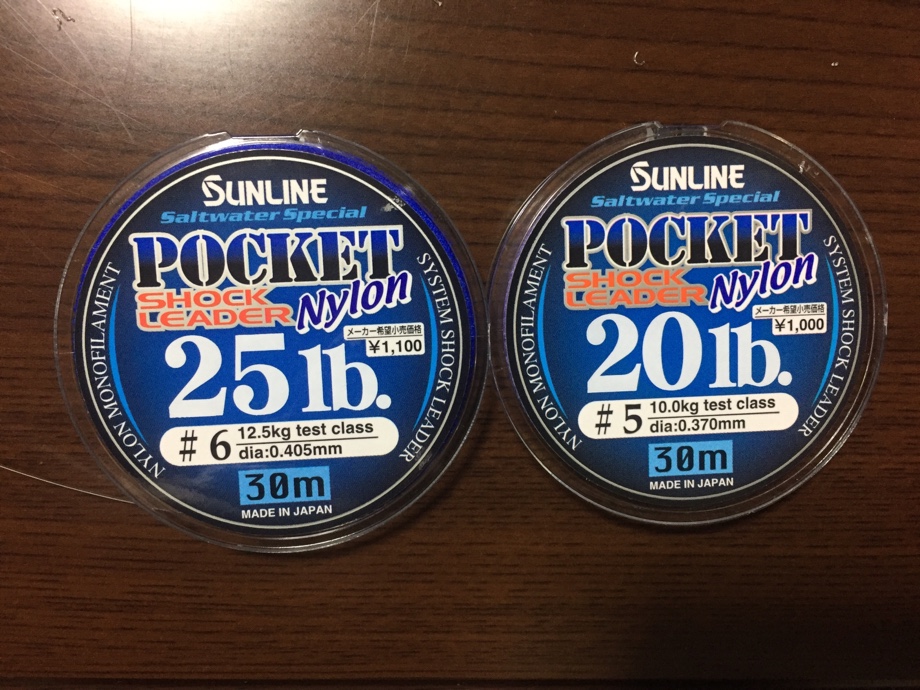 SUNLINE
Saltwater Special
POCKET
SHOCK
LEADER
Nylon
メーカー希望小売価格
¥1,100
25lb.
#6
12.5kg test class
dia:0.405mm
30m
MADE IN JAPAN
NYLON MONOFILAMENT
SYSTEM SHOCK LEADER
SUNLINE
Saltwater Special
POCKET
SHOCK
LEADER
Nylon
メーカー希望小売価格
¥1,000
20lb.
#5
10.0kg test class
dia:0.370mm
30m
MADE IN JAPAN
NYLON MONOFILAMENT
SYSTEM SHOCK LEADER